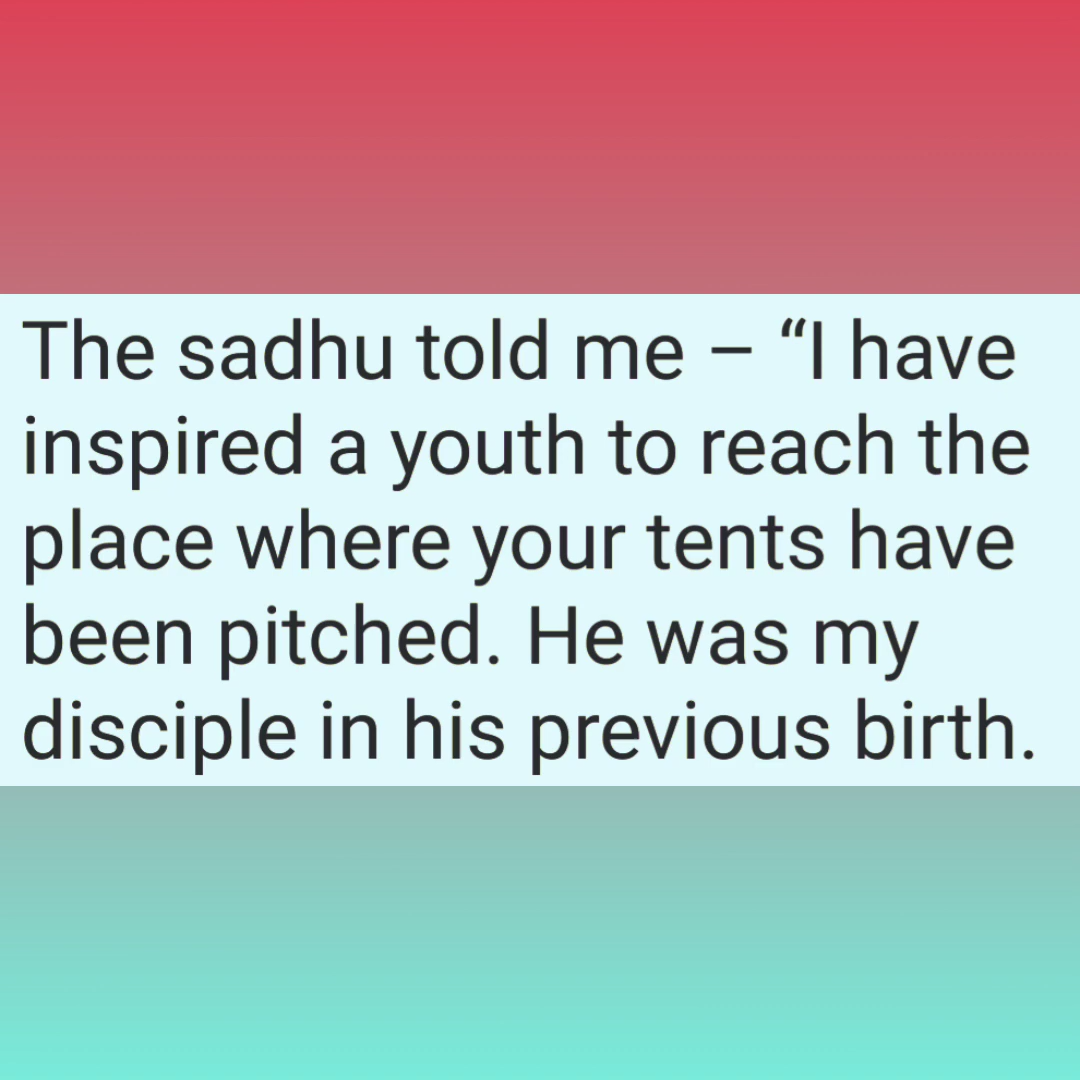 The sadhu told me – “I have
inspired a youth to reach the
place where your tents have
been pitched. He was my
disciple in his previous birth.